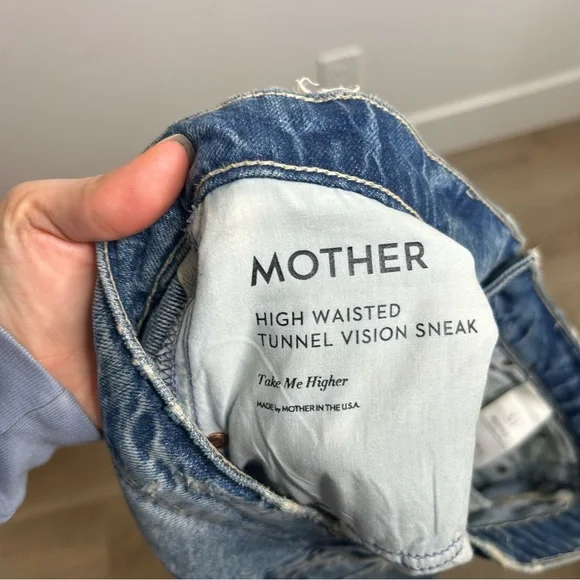 MOTHER
HIGH WAISTED
TUNNEL VISION SNEAK
Take Me Higher
MADE by MOTHER IN THE U.S.A.